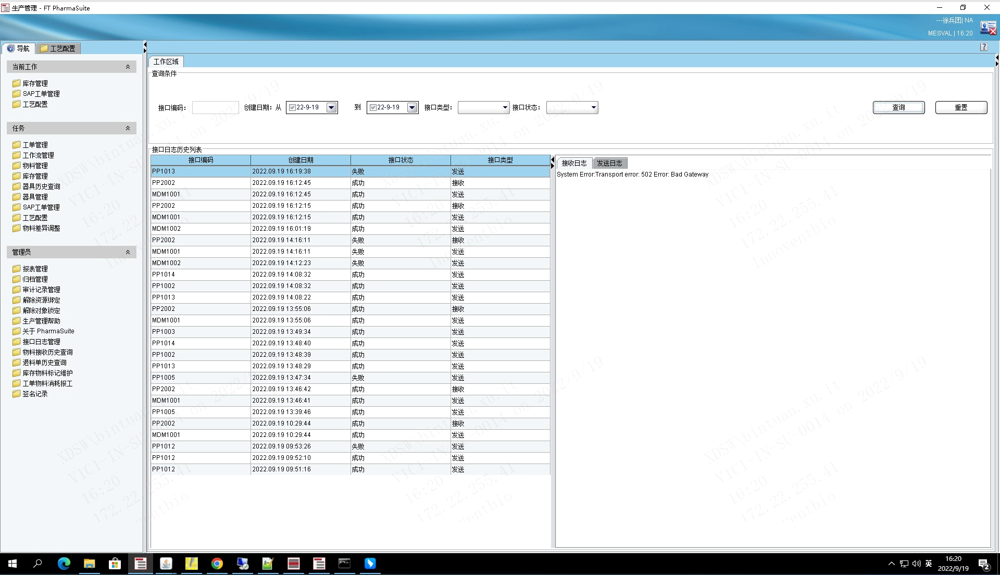 生产管理 - FT PharmaSuite
---徐兵团| NA
MESVAL | 16:20
导航
工艺配置
当前工作
库存管理
SAP工单管理
工艺配置
任务
工单管理
工作流管理
物料管理
库存管理
器具历史查询
器具管理
SAP工单管理
工艺配置
物料差异调整
管理员
报表管理
归档管理
审计记录管理
解除资源绑定
解除对象锁定
生产管理帮助
关于 PharmaSuite
接口日志管理
物料接收历史查询
退料单历史查询
库存物料标记维护
工单物料消耗报工
签名记录
工作区域
查询条件
接口编码: 创建日期: 从 22-9-19 到 22-9-19 接口类型: 接口状态: 查询 重置
接口日志历史列表
接口编码 创建日期 接口状态 接口类型
PP1013 2022.09.19 16:19:38 失败 发送
PP2002 2022.09.19 16:12:45 成功 接收
MDM1001 2022.09.19 16:12:45 成功 发送
PP2002 2022.09.19 16:12:15 成功 接收
MDM1001 2022.09.19 16:12:15 成功 发送
MDM1002 2022.09.19 16:01:19 成功 发送
PP2002 2022.09.19 14:16:11 失败 接收
MDM1001 2022.09.19 14:16:11 失败 发送
MDM1002 2022.09.19 14:12:23 失败 发送
PP1014 2022.09.19 14:08:32 成功 发送
PP1002 2022.09.19 14:08:32 成功 发送
PP1013 2022.09.19 14:08:22 成功 发送
PP2002 2022.09.19 13:55:06 成功 接收
MDM1001 2022.09.19 13:55:06 成功 发送
PP1003 2022.09.19 13:49:34 成功 发送
PP1014 2022.09.19 13:48:40 成功 发送
PP1002 2022.09.19 13:48:39 成功 发送
PP1013 2022.09.19 13:48:29 成功 发送
PP1005 2022.09.19 13:47:34 失败 发送
PP2002 2022.09.19 13:46:42 成功 接收
MDM1001 2022.09.19 13:46:41 成功 发送
PP1005 2022.09.19 13:39:46 成功 发送
PP2002 2022.09.19 10:29:44 成功 接收
MDM1001 2022.09.19 10:29:44 成功 发送
PP1012 2022.09.19 09:53:26 失败 发送
PP1012 2022.09.19 09:52:10 成功 发送
PP1012 2022.09.19 09:51:16 成功 发送
接收日志
发送日志
System Error:Transport error: 502 Error: Bad Gateway
XDSW\bintuan.xu.it
V1C1-IN-SU-0014 on 2022/9/19
16:20
172.22.255.41
Innoventbio
英
16:20
2022/9/19
2